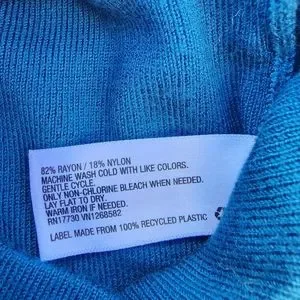 82% RAYON / 18% NYLON
MACHINE WASH COLD WITH LIKE COLORS.
GENTLE CYCLE.
ONLY NON-CHLORINE BLEACH WHEN NEEDED.
LAY FLAT TO DRY.
WARM IRON IF NEEDED.
RN17730 VN1268582
LABEL MADE FROM 100% RECYCLED PLASTIC